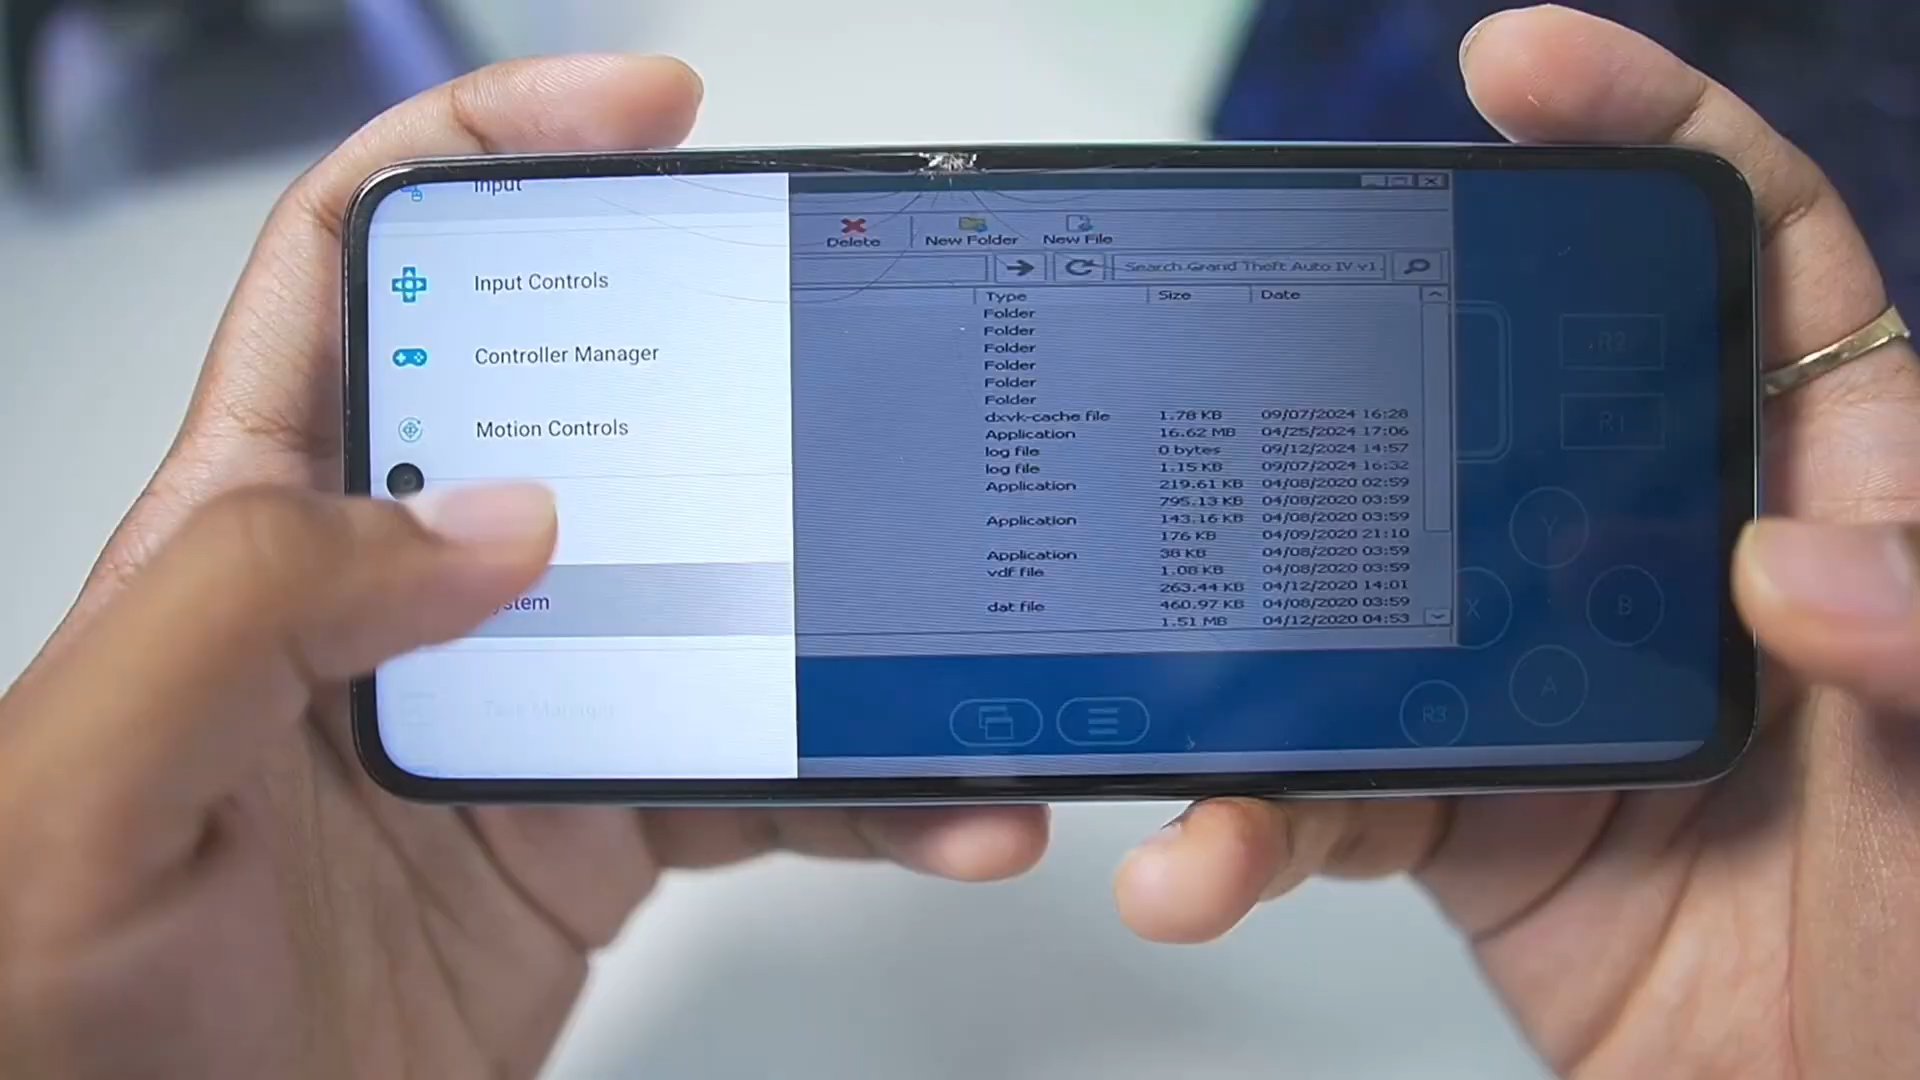 Input
Input Controls
Controller Manager
Motion Controls
ystem
Task Manager
Delete
New Folder
New File
Search Grand Theft Auto IV v1.
Type Size Date
Folder
Folder
Folder
Folder
Folder
Folder
dxvk-cache file 1.78 KB 09/07/2024 16:28
Application 16.62 MB 04/25/2024 17:06
log file 0 bytes 09/12/2024 14:57
log file 1.15 KB 09/07/2024 16:32
Application 219.61 KB 04/08/2020 02:59
795.13 KB 04/08/2020 03:59
Application 143.16 KB 04/08/2020 03:59
176 KB 04/09/2020 21:10
Application 38 KB 04/08/2020 03:59
vdf file 1.08 KB 04/08/2020 03:59
263.44 KB 04/12/2020 14:01
dat file 460.97 KB 04/08/2020 03:59
1.51 MB 04/12/2020 04:53
R2
R1
Y
X
B
A
R3